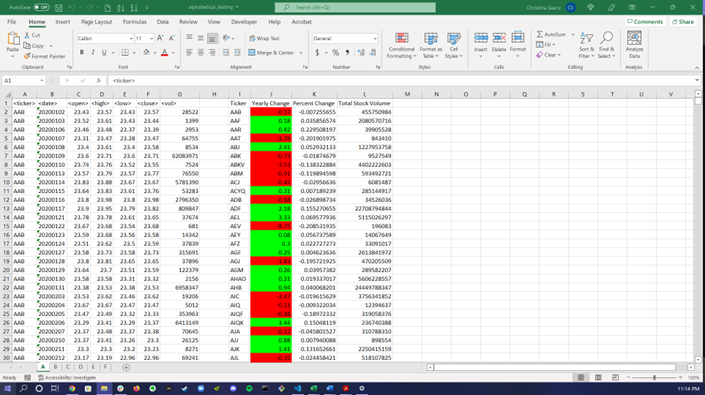 AutoSave Off alphabetical_testing Search (Alt+Q) Christina Saenz CS
File Home Insert Page Layout Formulas Data Review View Developer Help Acrobat Comments Share
Paste Cut Copy Format Painter Calibri 11 Wrap Text Merge & Center General Conditional Formatting Format as Table Cell Styles Insert Delete Format AutoSum Fill Clear Sort & Filter Find & Select Analyze Data
Clipboard Font Alignment Number Styles Cells Editing Analysis
A1 <ticker>
A B C D E F G H I J K L M N O P Q R S T U V
1 <ticker> <date> <open> <high> <low> <close> <vol> Ticker Yearly Change Percent Change Total Stock Volume
2 AAB 20200102 23.43 23.57 23.43 23.57 28522 AAB -0.007255655 455750984
3 AAB 20200103 23.52 23.61 23.44 23.44 1399 AAF 0.18 0.035856574 2080570716
4 AAB 20200106 23.46 23.48 23.37 23.39 2953 AAR 0.42 0.229508197 39905528
5 AAB 20200107 23.31 23.47 23.28 23.47 64755 AAT -0.201901975 843410
6 AAB 20200108 23.4 23.61 23.4 23.58 8534 ABJ 2.41 0.052932133 1227953758
7 AAB 20200109 23.6 23.71 23.6 23.71 62083971 ABK -0.01874679 9527549
8 AAB 20200110 23.74 23.76 23.52 23.55 7524 ABKV -0.138322884 4402222603
9 AAB 20200113 23.57 23.79 23.57 23.77 76550 ABM -0.119894598 593492721
10 AAB 20200114 23.83 23.88 23.67 23.67 5781390 ACJ -0.02956636 6081487
11 AAB 20200115 23.64 23.83 23.61 23.76 53283 ACYQ 0.31 0.007189239 285144917
12 AAB 20200116 23.8 23.98 23.8 23.98 2796350 ADB -0.026898734 34526036
13 AAB 20200117 23.9 23.95 23.79 23.82 809847 ADF 2.18 0.155270655 22708794844
14 AAB 20200121 23.78 23.78 23.61 23.65 37674 AEL 3.33 0.069577936 5115026297
15 AAB 20200122 23.67 23.68 23.54 23.68 681 AEV -0.208531935 196083
16 AAB 20200123 23.59 23.68 23.56 23.58 14342 AEY 0.08 0.056737589 14067649
17 AAB 20200124 23.51 23.62 23.5 23.59 37839 AFZ 0.3 0.022727273 33091017
18 AAB 20200127 23.58 23.73 23.58 23.73 315691 AGF 0.25 0.004623636 2613841972
19 AAB 20200128 23.8 23.81 23.65 23.65 37896 AGJ -0.195721925 470205509
20 AAB 20200129 23.64 23.7 23.51 23.59 122379 AGM 0.26 0.03957382 289582207
21 AAB 20200130 23.58 23.58 23.31 23.32 2156 AHAO 0.21 0.019337017 5606228557
22 AAB 20200131 23.38 23.53 23.38 23.53 6958347 AHB 0.94 0.040068201 24449788347
23 AAB 20200203 23.53 23.62 23.46 23.62 19206 AIC -0.019615629 3756341852
24 AAB 20200204 23.67 23.67 23.47 23.47 5012 AIQ -0.009322034 12394637
25 AAB 20200205 23.47 23.49 23.32 23.33 353963 AIQF -0.18972332 319058376
26 AAB 20200206 23.29 23.41 23.29 23.37 6413149 AIQK 3.44 0.15048119 236740388
27 AAB 20200207 23.36 23.48 23.37 23.38 70645 AJA -0.045801527 310788310
28 AAB 20200210 23.37 23.41 23.26 23.3 26125 AJJ 0.88 0.007940088 898554
29 AAB 20200211 23.3 23.3 23.2 23.23 8271 AJK 1.41 0.131652661 2250415159
30 AAB 20200212 23.17 23.19 22.96 22.96 69241 AJL -0.024458421 518107825
A B C D E F
Ready Accessibility: Investigate 100%
11:14 PM